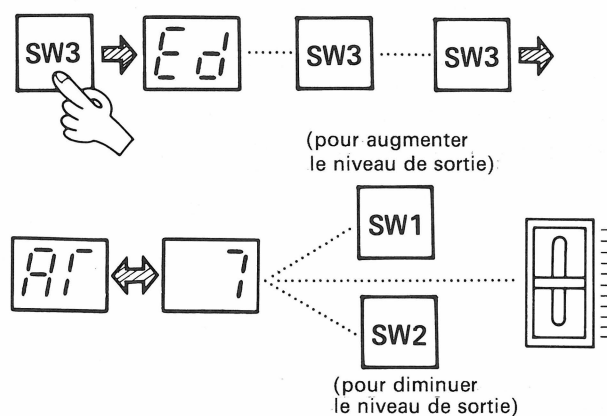 SW3
Ed
SW3
SW3
(pour augmenter
le niveau de sortie)
SW1
7
SW2
(pour diminuer
le niveau de sortie)